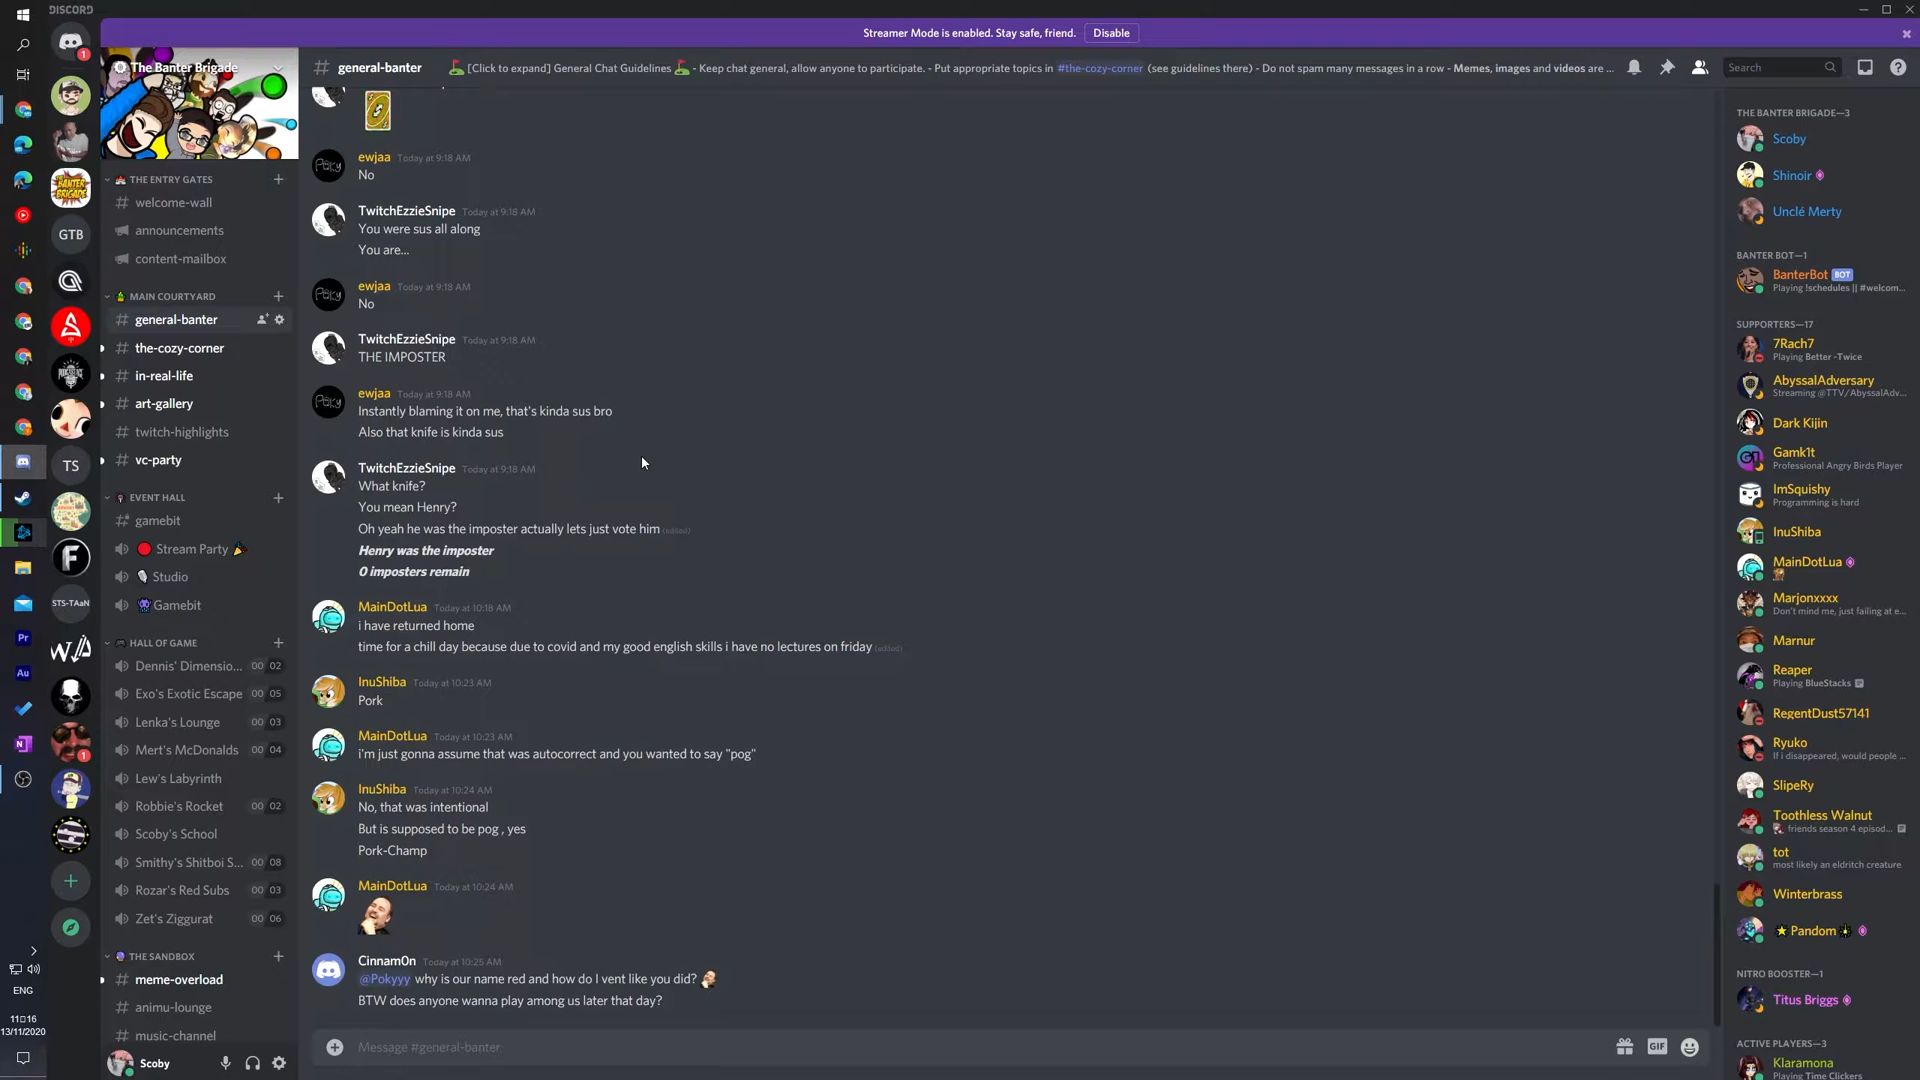 DISCORD
Streamer Mode is enabled. Stay safe, friend.
Disable
1
BANTER BRIGADE
GTB
TS
F
STS-TAaN
1
Pr
Au
ENG
11:16
13/11/2020
The Banter Brigade
THE ENTRY GATES
welcome-wall
announcements
content-mailbox
MAIN COURTYARD
general-banter
the-cozy-corner
in-real-life
art-gallery
twitch-highlights
vc-party
EVENT HALL
gamebit
Stream Party
Studio
Gamebit
HALL OF GAME
Dennis' Dimensio... 00 02
Exo's Exotic Escape 00 05
Lenka's Lounge 00 03
Mert's McDonalds 00 04
Lew's Labyrinth
Robbie's Rocket 00 02
Scoby's School
Smithy's Shitboi S... 00 08
Rozar's Red Subs 00 03
Zet's Ziggurat 00 06
THE SANDBOX
meme-overload
animu-lounge
music-channel
Scoby
# general-banter
[Click to expand] General Chat Guidelines - Keep chat general, allow anyone to participate. - Put appropriate topics in #the-cozy-corner (see guidelines there) - Do not spam many messages in a row - Memes, images and videos are ...
Search
ewjaa Today at 9:18 AM
No
TwitchEzzieSnipe Today at 9:18 AM
You were sus all along
You are...
ewjaa Today at 9:18 AM
No
TwitchEzzieSnipe Today at 9:18 AM
THE IMPOSTER
ewjaa Today at 9:18 AM
Instantly blaming it on me, that's kinda sus bro
Also that knife is kinda sus
TwitchEzzieSnipe Today at 9:18 AM
What knife?
You mean Henry?
Oh yeah he was the imposter actually lets just vote him (edited)
Henry was the imposter
0 imposters remain
MainDotLua Today at 10:18 AM
i have returned home
time for a chill day because due to covid and my good english skills i have no lectures on friday (edited)
InuShiba Today at 10:23 AM
Pork
MainDotLua Today at 10:23 AM
i'm just gonna assume that was autocorrect and you wanted to say "pog"
InuShiba Today at 10:24 AM
No, that was intentional
But is supposed to be pog , yes
Pork-Champ
MainDotLua Today at 10:24 AM
Cinnam0n Today at 10:25 AM
@Pokyyy why is our name red and how do I vent like you did?
BTW does anyone wanna play among us later that day?
Message #general-banter
GIF
THE BANTER BRIGADE—3
Scoby
Shinoir
Unclé Merty
BANTER BOT—1
BanterBot BOT
Playing !schedules || #welcom...
SUPPORTERS—17
7Rach7
Playing Better -Twice
AbyssalAdversary
Streaming @TTV/AbyssalAdv...
Dark Kijin
Gamk1t
Professional Angry Birds Player
ImSquishy
Programming is hard
InuShiba
MainDotLua
Marjonxxxx
Don't mind me, just failing at e...
Marnur
Reaper
Playing BlueStacks
RegentDust57141
Ryuko
If i disappeared, would people ...
SlipeRy
Toothless Walnut
friends season 4 episod...
tot
most likely an eldritch creature
Winterbrass
Pandom
NITRO BOOSTER—1
Titus Briggs
ACTIVE PLAYERS—3
Klaramona
Playing Time Clickers